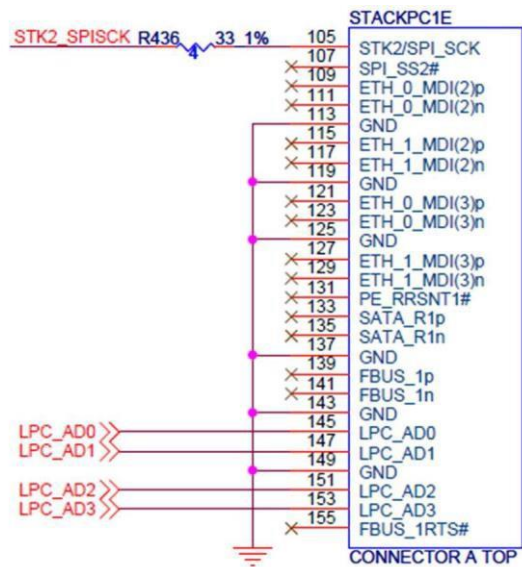 STACKPC1E
STK2_SPISCK R436 33 1% 105 STK2/SPI_SCK
4
107 SPI_SS2#
109 ETH_0_MDI(2)p
111 ETH_0_MDI(2)n
113 GND
115 ETH_1_MDI(2)p
117 ETH_1_MDI(2)n
119 GND
121 ETH_0_MDI(3)p
123 ETH_0_MDI(3)n
125 GND
127 ETH_1_MDI(3)p
129 ETH_1_MDI(3)n
131 PE_RRSNT1#
133 SATA_R1p
135 SATA_R1n
137 GND
139 FBUS_1p
141 FBUS_1n
143 GND
LPC_AD0 145 LPC_AD0
LPC_AD1 147 LPC_AD1
149 GND
LPC_AD2 151 LPC_AD2
LPC_AD3 153 LPC_AD3
155 FBUS_1RTS#
CONNECTOR A TOP